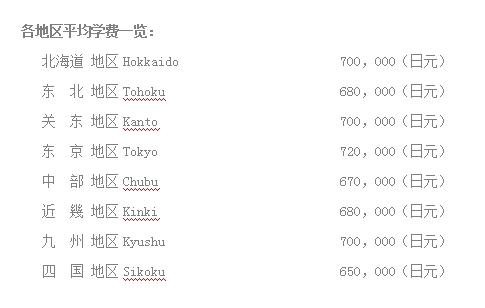 各地区平均学费一览：
北海道 地区 Hokkaido 700，000（日元）
东 北 地区 Tohoku 680，000（日元）
关 东 地区 Kanto 700，000（日元）
东 京 地区 Tokyo 720，000（日元）
中 部 地区 Chubu 670，000（日元）
近 幾 地区 Kinki 680，000（日元）
九 州 地区 Kyushu 700，000（日元）
四 国 地区 Sikoku 650，000（日元）